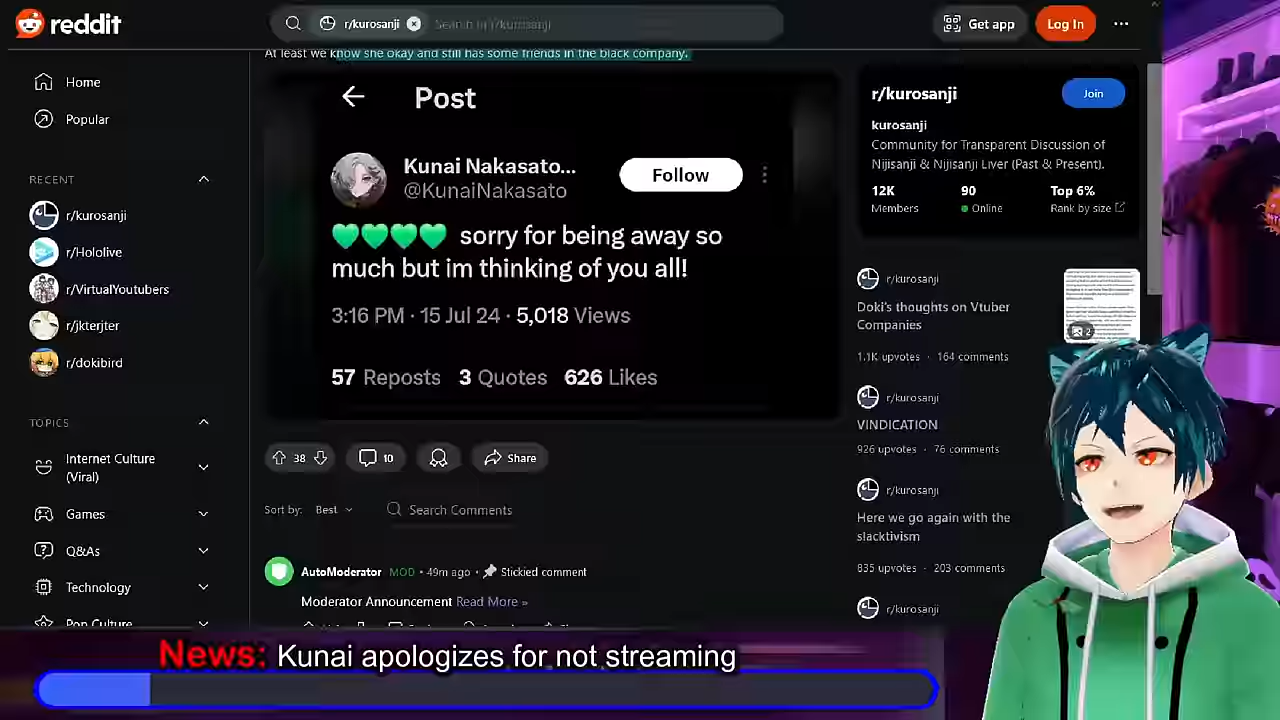 reddit
r/kurosanji
Search in r/kurosanji
Get app
Log In
Home
Popular
RECENT
r/kurosanji
r/Hololive
r/VirtualYoutubers
r/jkterjter
r/dokibird
TOPICS
Internet Culture
(Viral)
Games
Q&As
Technology
Pop Culture
At least we know she okay and still has some friends in the black company.
Post
Kunai Nakasato...
@KunaiNakasato
Follow
💚💚💚💚 sorry for being away so
much but im thinking of you all!
3:16 PM · 15 Jul 24 · 5,018 Views
57 Reposts 3 Quotes 626 Likes
38
10
Share
Sort by: Best
Search Comments
AutoModerator MOD • 49m ago • Stickied comment
Moderator Announcement Read More »
r/kurosanji
Join
kurosanji
Community for Transparent Discussion of
Nijisanji & Nijisanji Liver (Past & Present).
12K 90 Top 6%
Members Online Rank by size
r/kurosanji
Doki's thoughts on Vtuber
Companies
1.1K upvotes · 164 comments
r/kurosanji
VINDICATION
926 upvotes · 76 comments
r/kurosanji
Here we go again with the
slacktivism
835 upvotes · 203 comments
r/kurosanji
News: Kunai apologizes for not streaming